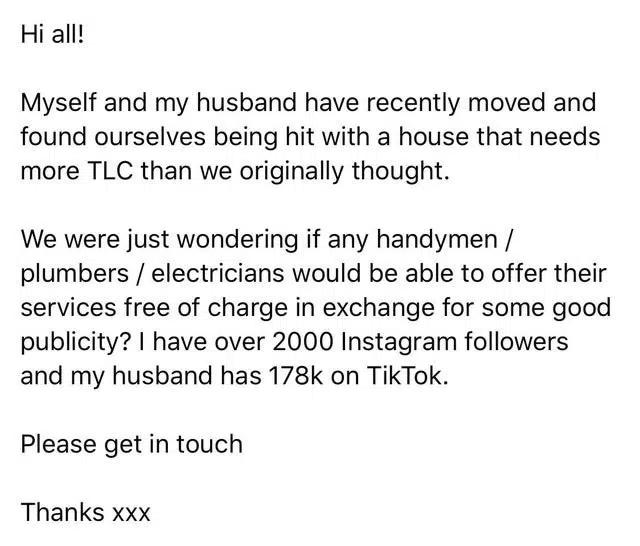 Hi all!
Myself and my husband have recently moved and
found ourselves being hit with a house that needs
more TLC than we originally thought.
We were just wondering if any handymen /
plumbers / electricians would be able to offer their
services free of charge in exchange for some good
publicity? I have over 2000 Instagram followers
and my husband has 178k on TikTok.
Please get in touch
Thanks xxx